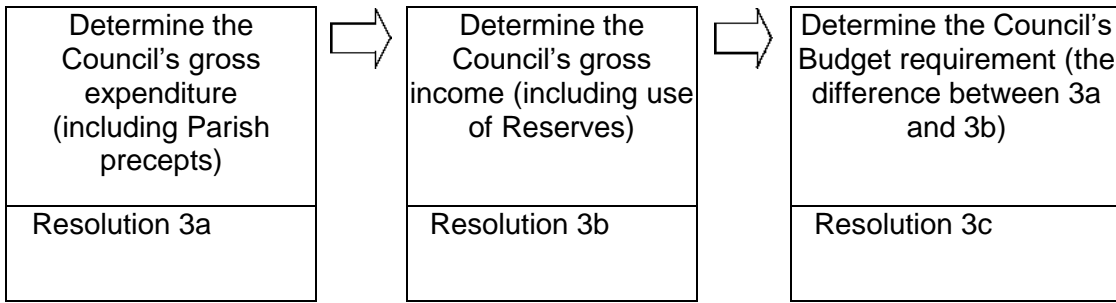 Determine the
Council’s gross
expenditure
(including Parish
precepts)
Resolution 3a
Determine the
Council’s gross
income (including use
of Reserves)
Resolution 3b
Determine the Council’s
Budget requirement (the
difference between 3a
and 3b)
Resolution 3c